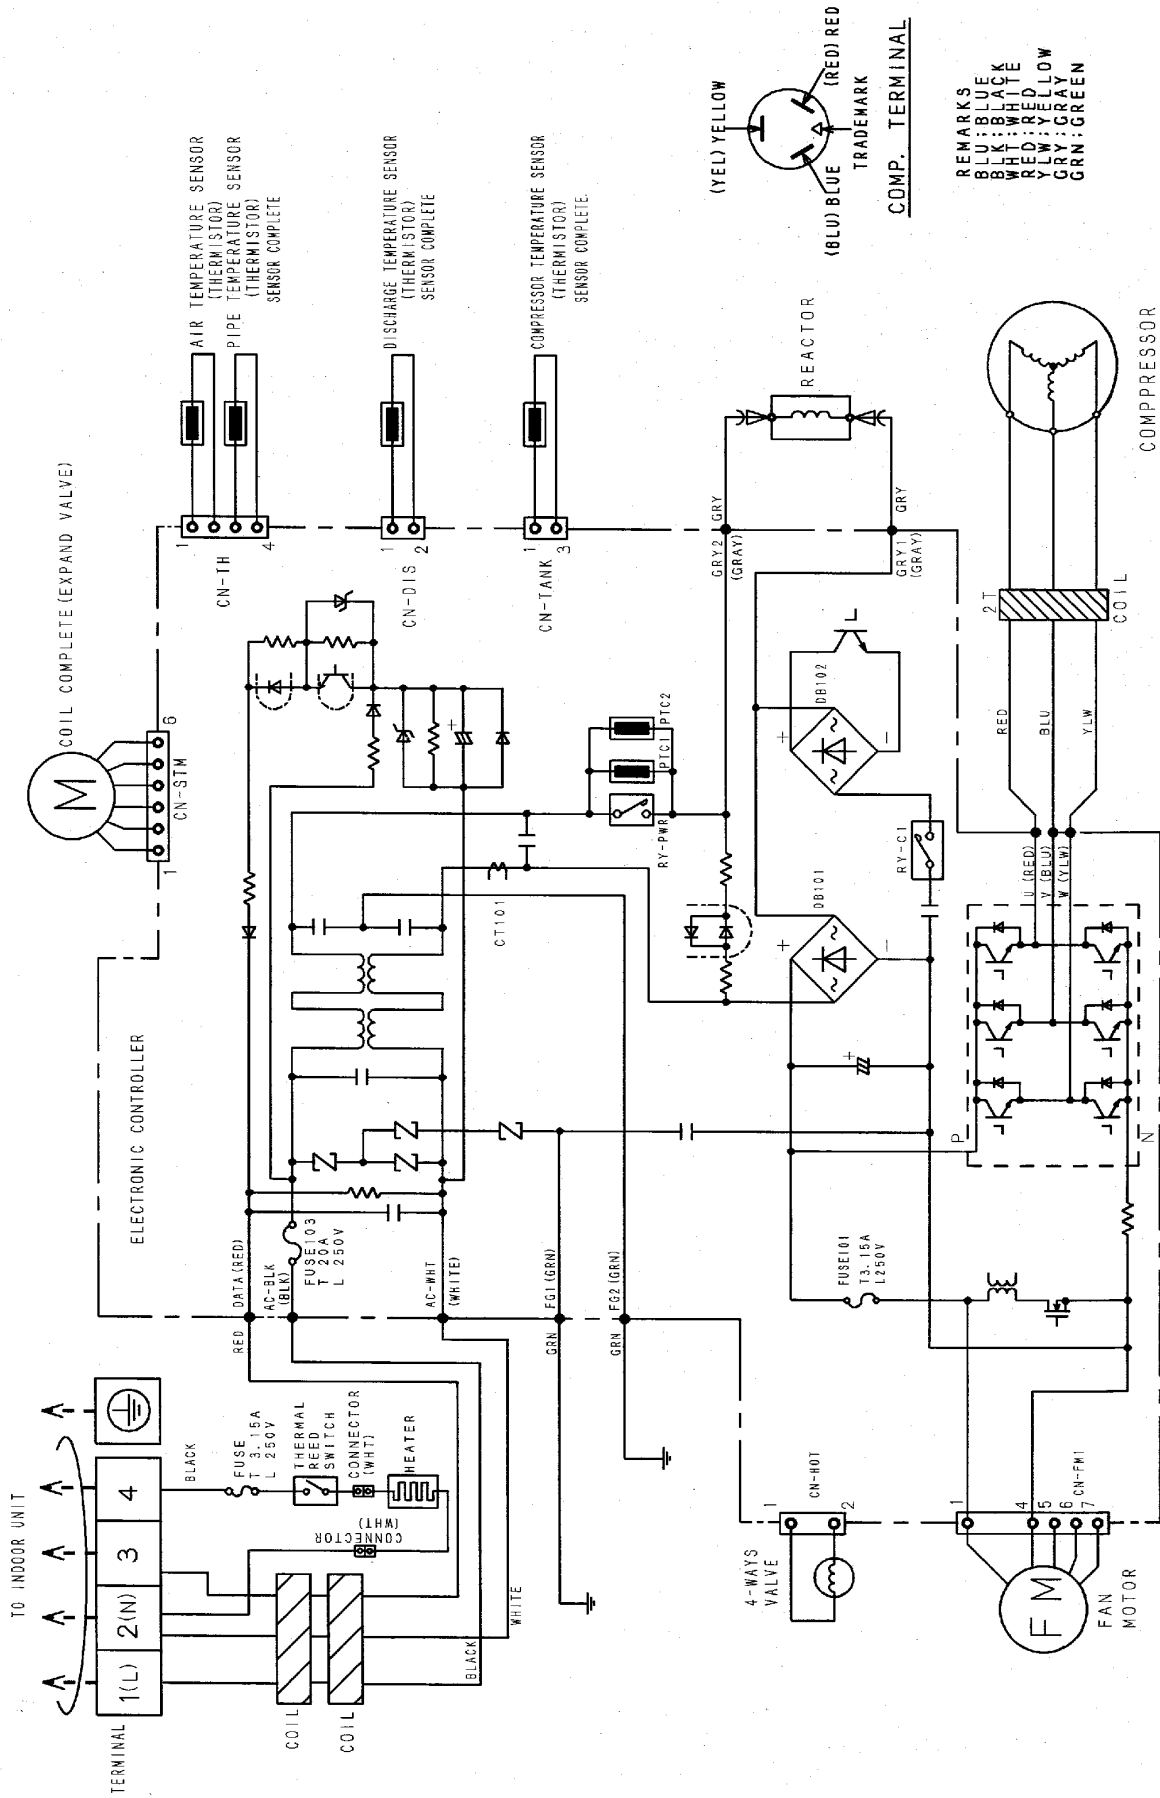 TO INDOOR UNIT
TERMINAL
1(L)
2(N)
3
4
BLACK
FUSE
T 3.15A
L 250V
THERMAL
REED
SWITCH
CONNECTOR
(WHT)
HEATER
CONNECTOR
(WHT)
COIL
COIL
BLACK
WHITE
ELECTRONIC CONTROLLER
RED
DATA(RED)
AC-BLK
(BLK)
FUSE103
T 20A
L 250V
AC-WHT
(WHITE)
GRN
FG1(GRN)
GRN
FG2(GRN)
COIL COMPLETE(EXPAND VALVE)
M
1
6
CN-STM
1
4
CN-TH
AIR TEMPERATURE SENSOR
(THERMISTOR)
PIPE TEMPERATURE SENSOR
(THERMISTOR)
SENSOR COMPLETE
1
2
CN-DIS
DISCHARGE TEMPERATURE SENSOR
(THERMISTOR)
SENSOR COMPLETE
1
3
CN-TANK
COMPRESSOR TEMPERATURE SENSOR
(THERMISTOR)
SENSOR COMPLETE
CT101
+
RY-PWR
PTC1
PTC2
GRY2
(GRAY)
GRY
GRY1
(GRAY)
GRY
REACTOR
DB101
+
-
~
~
DB102
+
-
~
~
RY-C1
+
P
N
U (RED)
V (BLU)
W (YLW)
RED
BLU
YLW
2T
COIL
COMPPRESSOR
FUSE101
T3.15A
L250V
1
2
CN-HOT
4-WAYS
VALVE
1
4
5
6
7
CN-FM1
FM
FAN
MOTOR
(YEL)YELLOW
(RED)RED
(BLU)BLUE
TRADEMARK
COMP. TERMINAL
REMARKS
BLU:BLUE
BLK:BLACK
WHT:WHITE
RED:RED
YLW:YELLOW
GRY:GRAY
GRN:GREEN